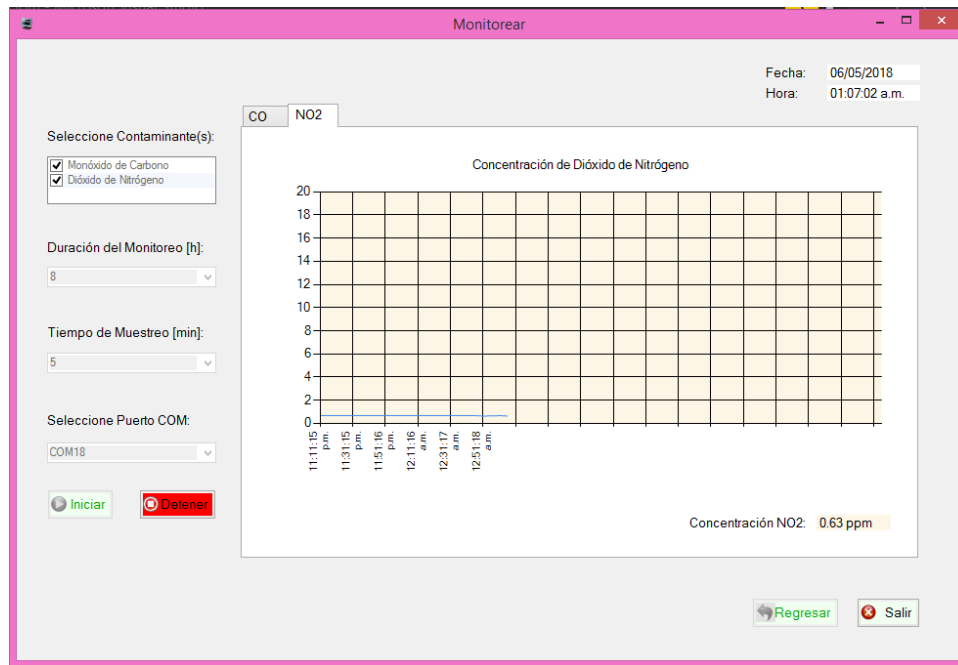 Monitorear
Fecha: 06/05/2018
Hora: 01:07:02 a.m.
CO NO2
Seleccione Contaminante(s):
Monóxido de Carbono
Dióxido de Nitrógeno
Duración del Monitoreo [h]:
8
Tiempo de Muestreo [min]:
5
Seleccione Puerto COM:
COM18
Iniciar
Detener
Concentración de Dióxido de Nitrógeno
20
18
16
14
12
10
8
6
4
2
0
11:11:15 p.m.
11:31:15 p.m.
11:51:16 p.m.
12:11:16 a.m.
12:31:17 a.m.
12:51:18 a.m.
Concentración NO2: 0.63 ppm
Regresar
Salir